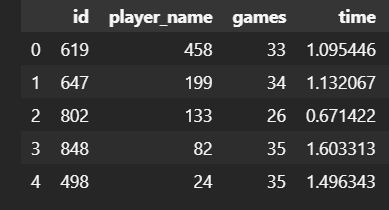 id player_name games time
0 619 458 33 1.095446
1 647 199 34 1.132067
2 802 133 26 0.671422
3 848 82 35 1.603313
4 498 24 35 1.496343